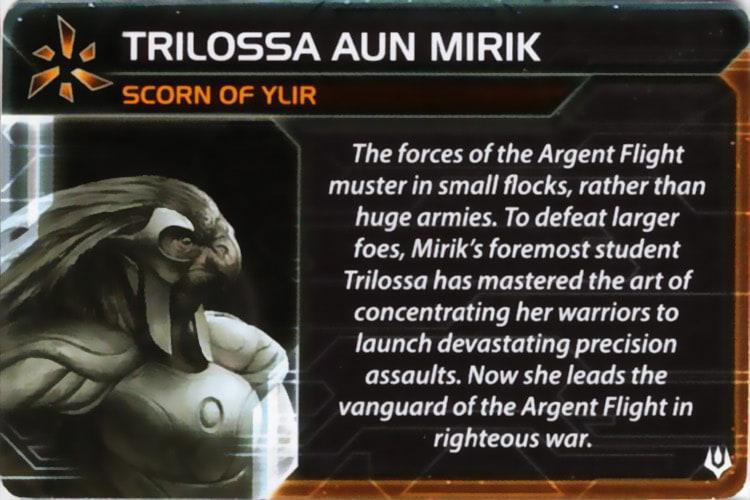 TRILOSSA AUN MIRIK
SCORN OF YLIR
The forces of the Argent Flight
muster in small flocks, rather than
huge armies. To defeat larger
foes, Mirik's foremost student
Trilossa has mastered the art of
concentrating her warriors to
launch devastating precision
assaults. Now she leads the
vanguard of the Argent Flight in
righteous war.